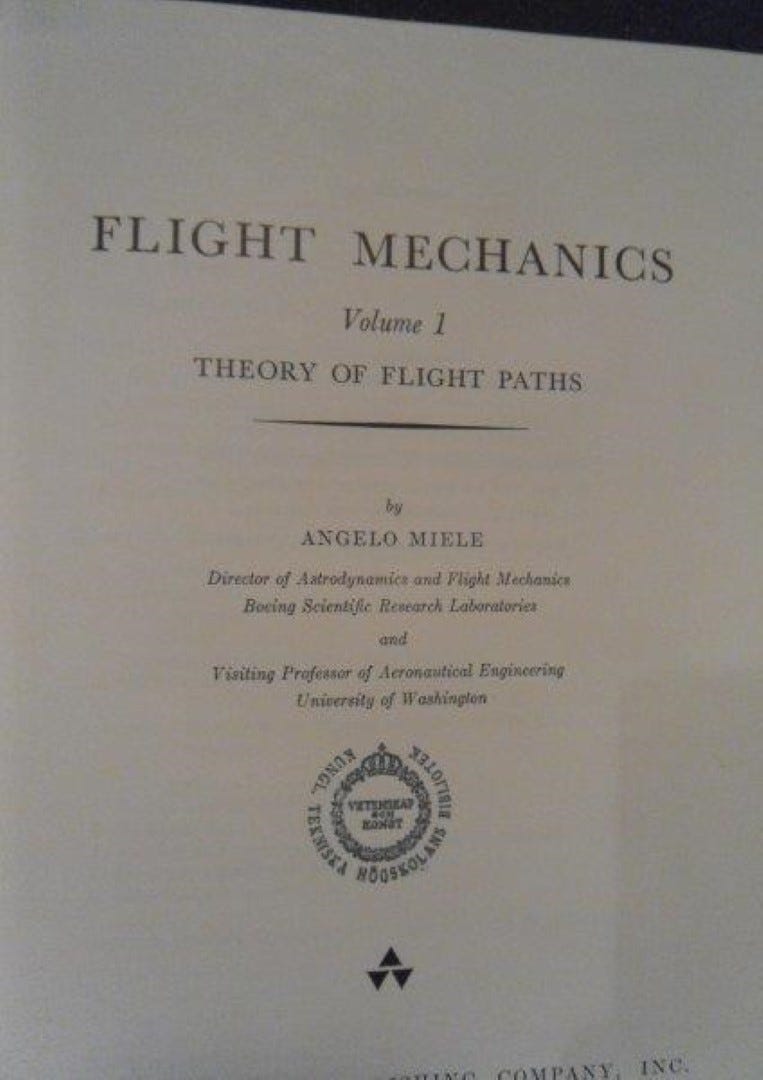 FLIGHT MECHANICS
Volume 1
THEORY OF FLIGHT PATHS
by
ANGELO MIELE
Director of Astrodynamics and Flight Mechanics
Boeing Scientific Research Laboratories
and
Visiting Professor of Aeronautical Engineering
University of Washington
KUNGL. TEKNISKA HÖGSKOLANS BIBLIOTEK
VETENSKAP
OCH
KONST
COMPANY, INC.